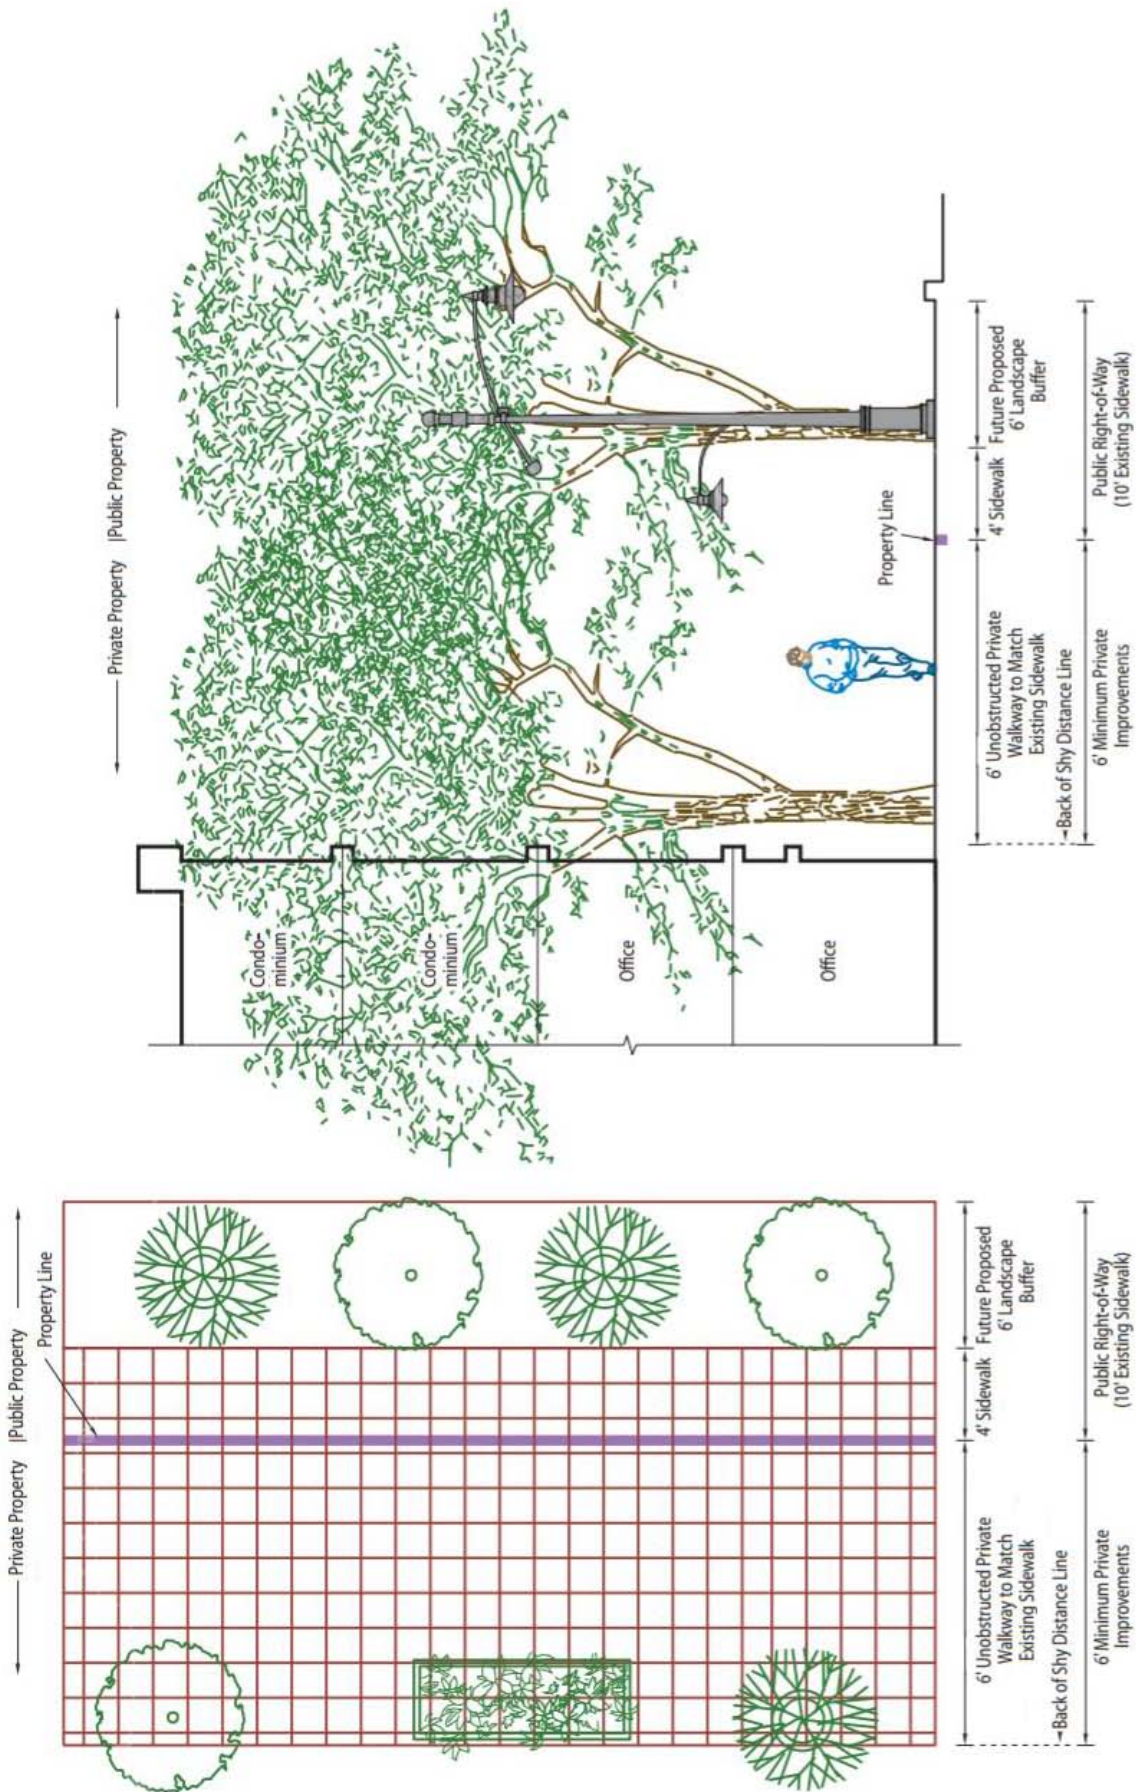 Private Property
|Public Property
Condo-
minium
Condo-
minium
Office
Office
Property Line
6' Unobstructed Private
Walkway to Match
Existing Sidewalk
4' Sidewalk
Future Proposed
6' Landscape
Buffer
Back of Shy Distance Line
6' Minimum Private
Improvements
Public Right-of-Way
(10' Existing Sidewalk)
Private Property
|Public Property
Property Line
6' Unobstructed Private
Walkway to Match
Existing Sidewalk
4' Sidewalk
Future Proposed
6' Landscape
Buffer
Back of Shy Distance Line
6' Minimum Private
Improvements
Public Right-of-Way
(10' Existing Sidewalk)